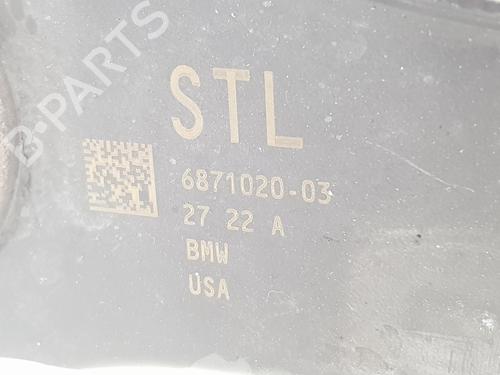 B-PARTS
STL
6871020-03
27 22 A
BMW
USA